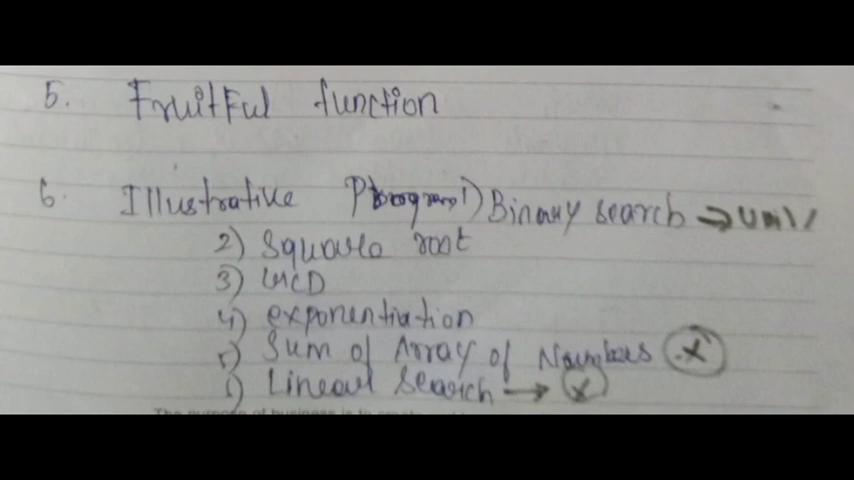 5. Fruitful function
6. Illustrative Program 1) Binary search →
2) Square root
3) GCD
4) exponentiation
5) Sum of Array of Numbers x
6) Linear Search → x